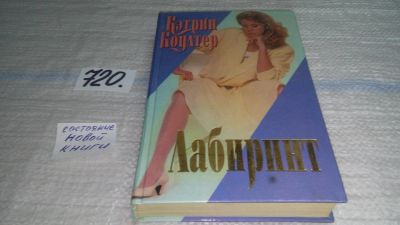 Кэтрин
Коултер
720.
состояние
новой
книги
Лабиринт